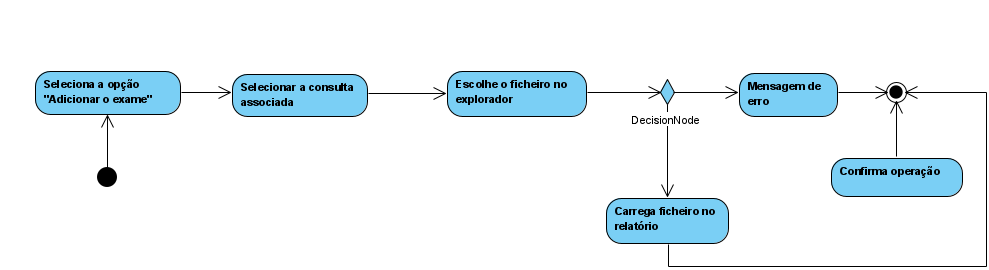 Seleciona a opção
"Adicionar o exame"
Selecionar a consulta
associada
Escolhe o ficheiro no
explorador
DecisionNode
Mensagem de
erro
Confirma operação
Carrega ficheiro no
relatório